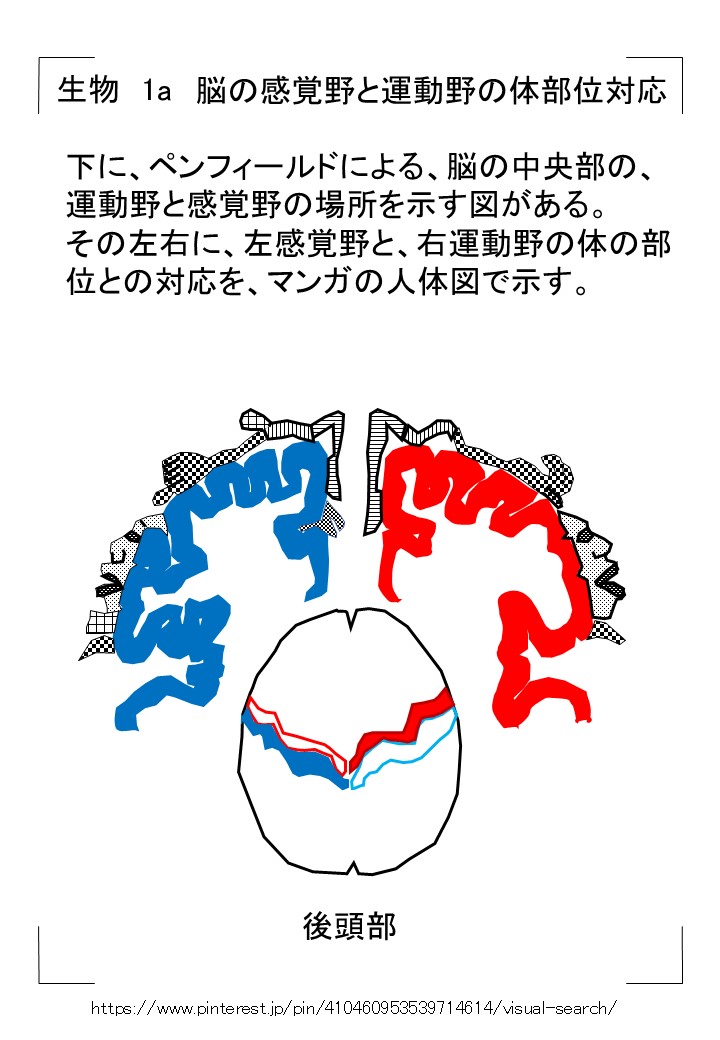 生物　1a　脳の感覚野と運動野の体部位対応
下に、ペンフィールドによる、脳の中央部の、
運動野と感覚野の場所を示す図がある。
その左右に、左感覚野と、右運動野の体の部
位との対応を、マンガの人体図で示す。
後頭部
https://www.pinterest.jp/pin/410460953539714614/visual-search/